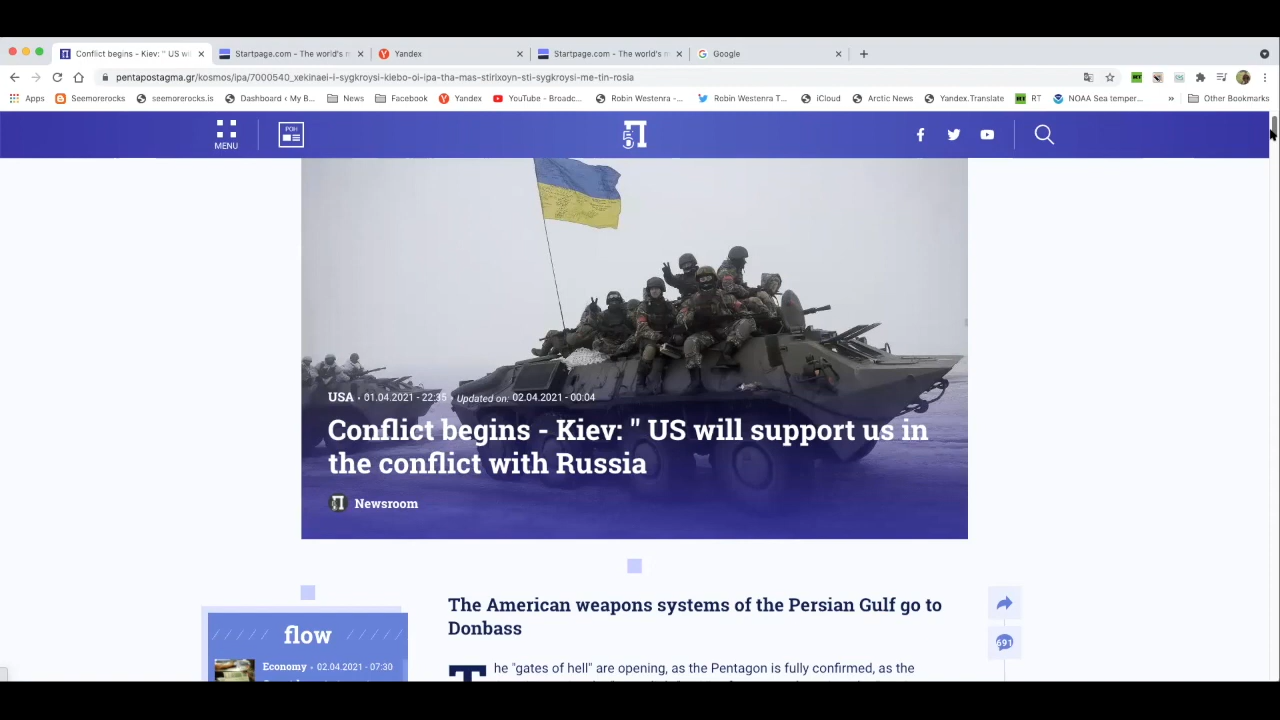 Conflict begins - Kiev: " US wi
Startpage.com - The world's m
Yandex
Startpage.com - The world's m
Google
pentapostagma.gr/kosmos/ipa/7000540_xekinaei-i-sygkroysi-kiebo-oi-ipa-tha-mas-stirixoyn-sti-sygkroysi-me-tin-rosia
Apps
Seemorerocks
seemorerocks.is
Dashboard ‹ My B...
News
Facebook
Yandex
YouTube - Broadc...
Robin Westenra -...
Robin Westenra T...
iCloud
Arctic News
Yandex.Translate
RT
RT
NOAA Sea temper...
»
Other Bookmarks
MENU
ΡΟΗ
USA • 01.04.2021 - 22:35 • Updated on: 02.04.2021 - 00:04
Conflict begins - Kiev: " US will support us in
the conflict with Russia
Newsroom
The American weapons systems of the Persian Gulf go to
Donbass
691
flow
Economy • 02.04.2021 - 07:30
The "gates of hell" are opening, as the Pentagon is fully confirmed, as the